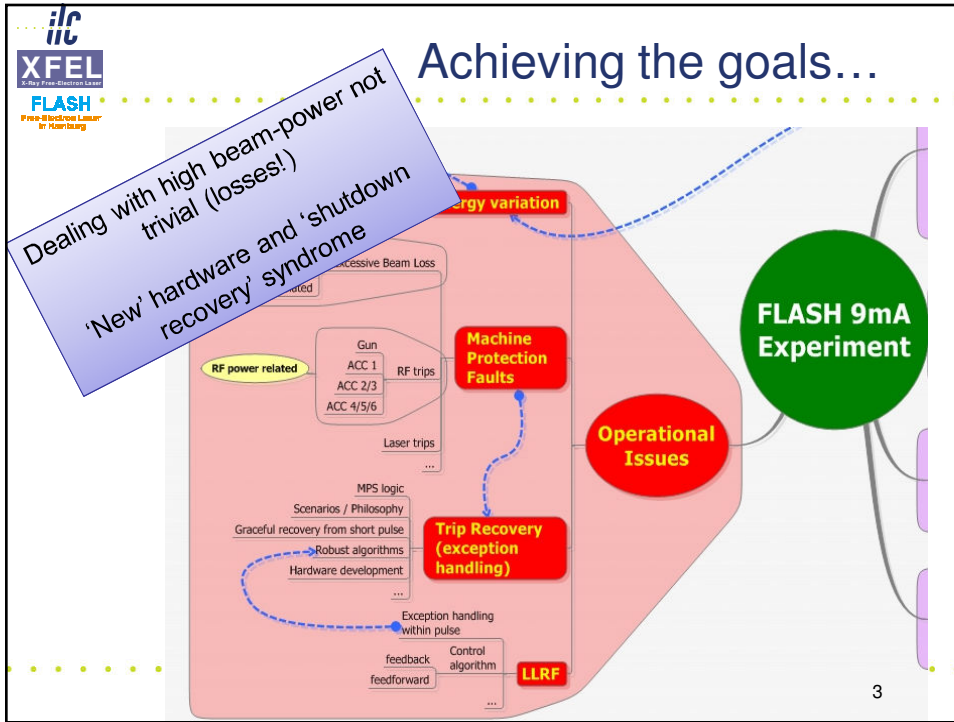 ilc
XFEL
X-Ray Free-Electron Laser
FLASH
Free-Electron Laser
in Hamburg
Achieving the goals…
Dealing with high beam-power not
trivial (losses!)
'New' hardware and 'shutdown
recovery' syndrome
ergy variation
xcessive Beam Loss
ated
RF power related
Gun
ACC 1
ACC 2/3
ACC 4/5/6
RF trips
Laser trips
...
Machine
Protection
Faults
MPS logic
Scenarios / Philosophy
Graceful recovery from short pulse
Robust algorithms
Hardware development
...
Trip Recovery
(exception
handling)
Exception handling
within pulse
feedback
feedforward
Control
algorithm
...
LLRF
Operational
Issues
FLASH 9mA
Experiment
3